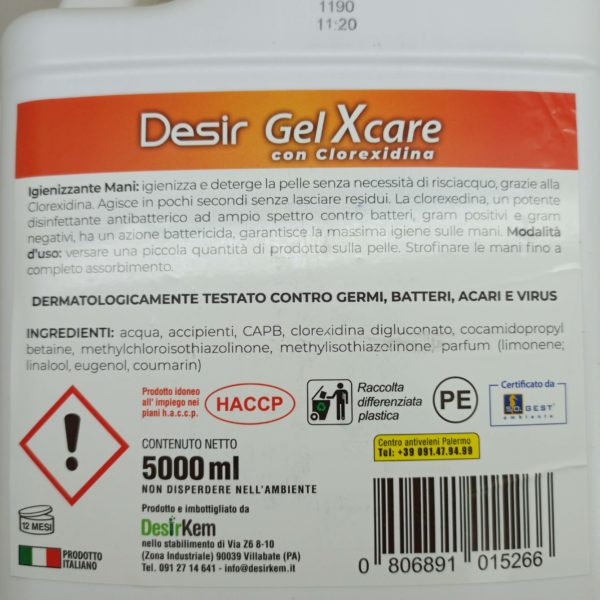 1190
11:20
Desir Gel Xcare
con Clorexidina
Igienizzante Mani: igienizza e deterge la pelle senza necessità di risciacquo, grazie alla
Clorexidina. Agisce in pochi secondi senza lasciare residui. La clorexedina, un potente
disinfettante antibatterico ad ampio spettro contro batteri, gram positivi e gram
negativi, ha un azione battericida, garantisce la massima igiene sulle mani. Modalità
d'uso: versare una piccola quantità di prodotto sulla pelle. Strofinare le mani fino a
completo assorbimento.
DERMATOLOGICAMENTE TESTATO CONTRO GERMI, BATTERI, ACARI E VIRUS
INGREDIENTI: acqua, accipienti, CAPB, clorexidina digluconato, cocamidopropyl
betaine, methylchloroisothiazolinone, methylisothiazolinone, parfum (limonene;
linalool, eugenol, coumarin)
Prodotto idoneo
all' impiego nei
piani h.a.c.c.p.
HACCP
Raccolta
differenziata
plastica
PE
Certificato da
S.Q. GEST
ambiente
CONTENUTO NETTO
5000 ml
NON DISPERDERE NELL'AMBIENTE
Centro antiveleni Palermo
Tel: +39 091.47.94.99
12 MESI
Prodotto e imbottigliato da
DesirKem
nello stabilimento di Via Z6 8-10
(Zona Industriale) 90039 Villabate (PA)
Tel. 091 27 14 641 - info@desirkem.it
PRODOTTO
ITALIANO
0 806891 015266